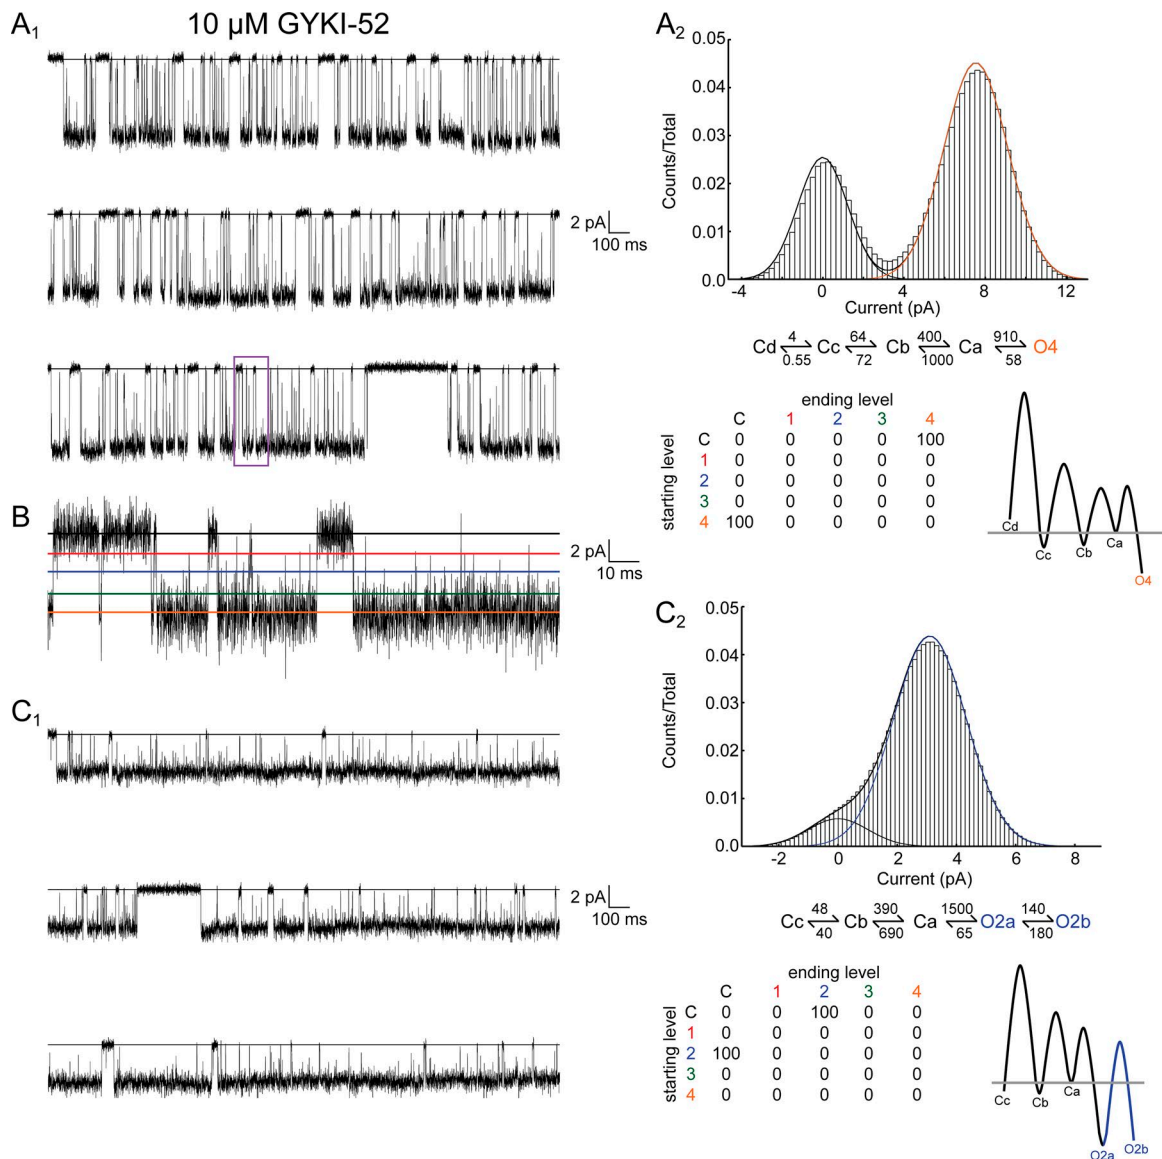 A1
10 µM GYKI-52
2 pA
100 ms
2 pA
100 ms
B
2 pA
10 ms
C1
2 pA
100 ms
A2
Counts/Total
0.05
0.04
0.03
0.02
0.01
0.0
-4 0 4 8 12
Current (pA)
4 64 400 910
Cd Cc Cb Ca O4
0.55 72 1000 58
ending level
C 1 2 3 4
starting level
C 0 0 0 0 100
1 0 0 0 0 0
2 0 0 0 0 0
3 0 0 0 0 0
4 100 0 0 0 0
Cd
Cc
Cb
Ca
O4
C2
Counts/Total
0.05
0.04
0.03
0.02
0.01
0.0
-2 0 2 4 6 8
Current (pA)
48 390 1500 140
Cc Cb Ca O2a O2b
40 690 65 180
ending level
C 1 2 3 4
starting level
C 0 0 100 0 0
1 0 0 0 0 0
2 100 0 0 0 0
3 0 0 0 0 0
4 0 0 0 0 0
Cc
Cb
Ca
O2a
O2b